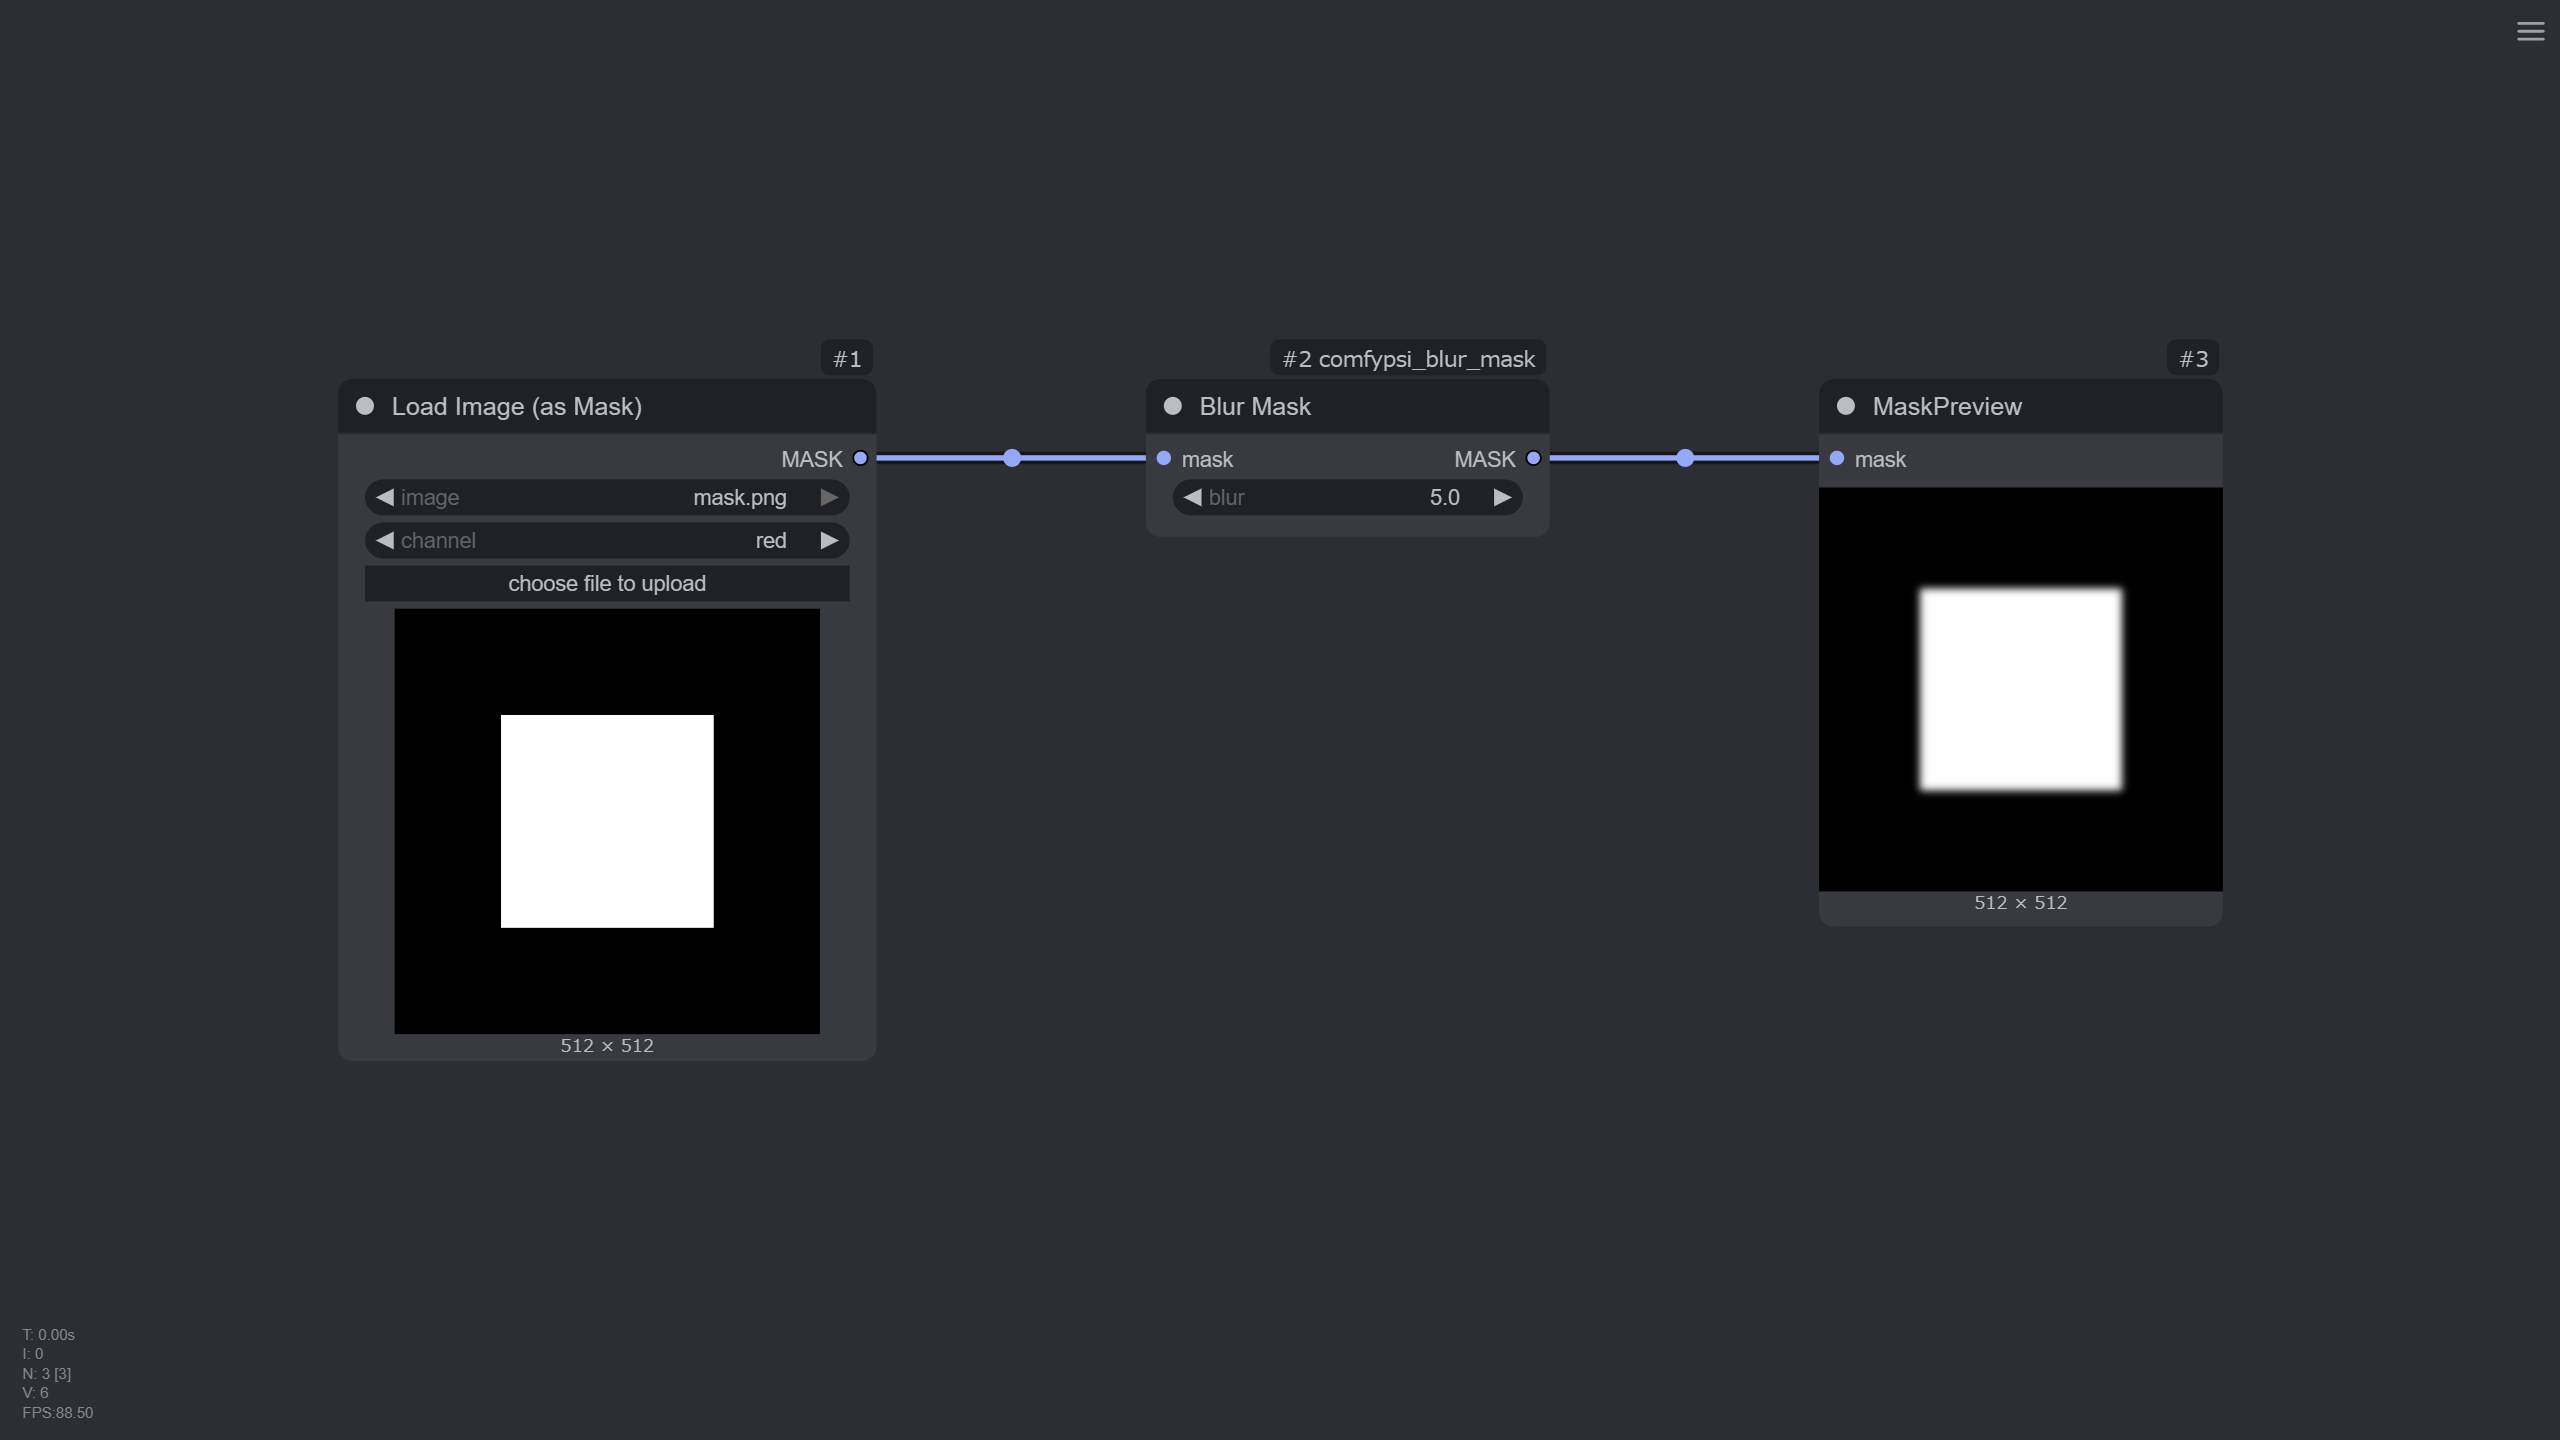 #1
Load Image (as Mask)
MASK
image mask.png
channel red
choose file to upload
512 × 512
#2 comfypsi_blur_mask
Blur Mask
mask MASK
blur 5.0
#3
MaskPreview
mask
512 × 512
T: 0.00s
I: 0
N: 3 [3]
V: 6
FPS:88.50